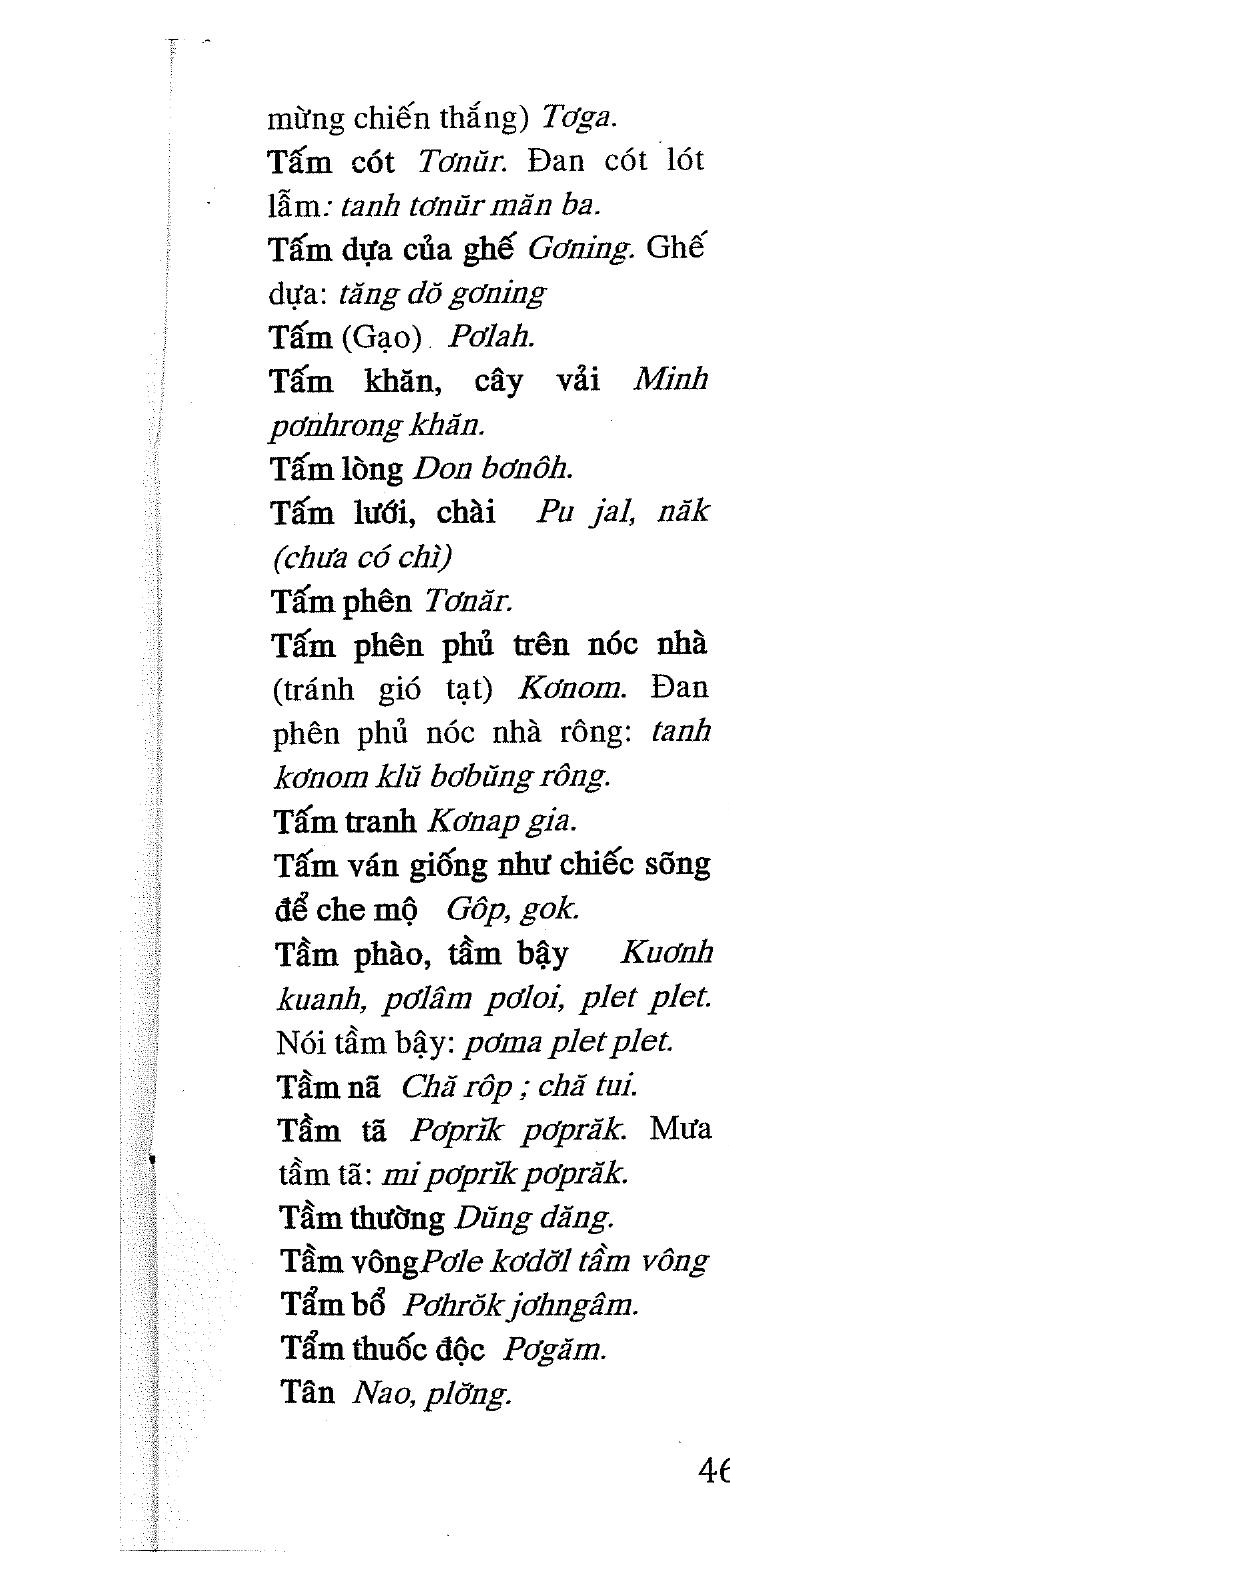 mừng chiến thắng) Tơga.
Tấm cót Tơnŭr. Đan cót lót
lẫm: tanh tơnŭr măn ba.
Tấm dựa của ghế Gơning. Ghế
dựa: tăng dŏ gơning
Tấm (Gạo) Pơlah.
Tấm khăn, cây vải Minh
pơnhrong khăn.
Tấm lòng Don bơnôh.
Tấm lưới, chài Pu jal, năk
(chưa có chì)
Tấm phên Tơnăr.
Tấm phên phủ trên nóc nhà
(tránh gió tạt) Kơnom. Đan
phên phủ nóc nhà rông: tanh
kơnom klŭ bơbŭng rông.
Tấm tranh Kơnap gia.
Tấm ván giống như chiếc sõng
để che mộ Gôp, gok.
Tầm phào, tầm bậy Kuơnh
kuanh, pơlâm pơloi, plet plet.
Nói tầm bậy: pơma plet plet.
Tầm nã Chă rôp ; chă tui.
Tầm tã Pơprĭk pơprăk. Mưa
tầm tã: mi pơprĭk pơprăk.
Tầm thường Dŭng dăng.
Tầm vôngPơle kơdơ̆l tầm vông
Tẩm bổ Pơhrŏk jơhngâm.
Tẩm thuốc độc Pơgăm.
Tân Nao, plơ̆ng.